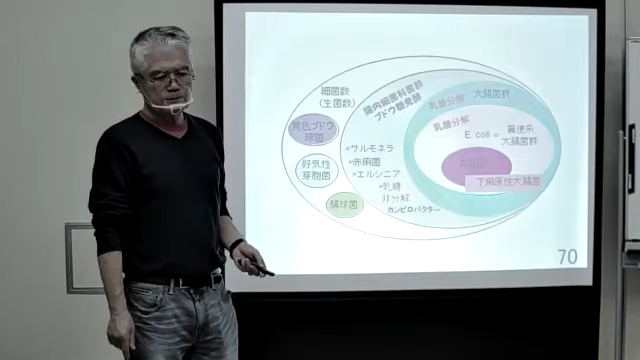 細菌数
(生菌数)
黄色ブドウ
球菌
好気性
芽胞菌
腸球菌
腸内細菌科菌群
ブドウ糖発酵
*サルモネラ
*赤痢菌
*エルシニア
*乳糖
非分解
カンピロバクター
乳糖分解
大腸菌群
乳糖分解
E. coli =
糞便系
大腸菌群
下痢原性大腸菌
70